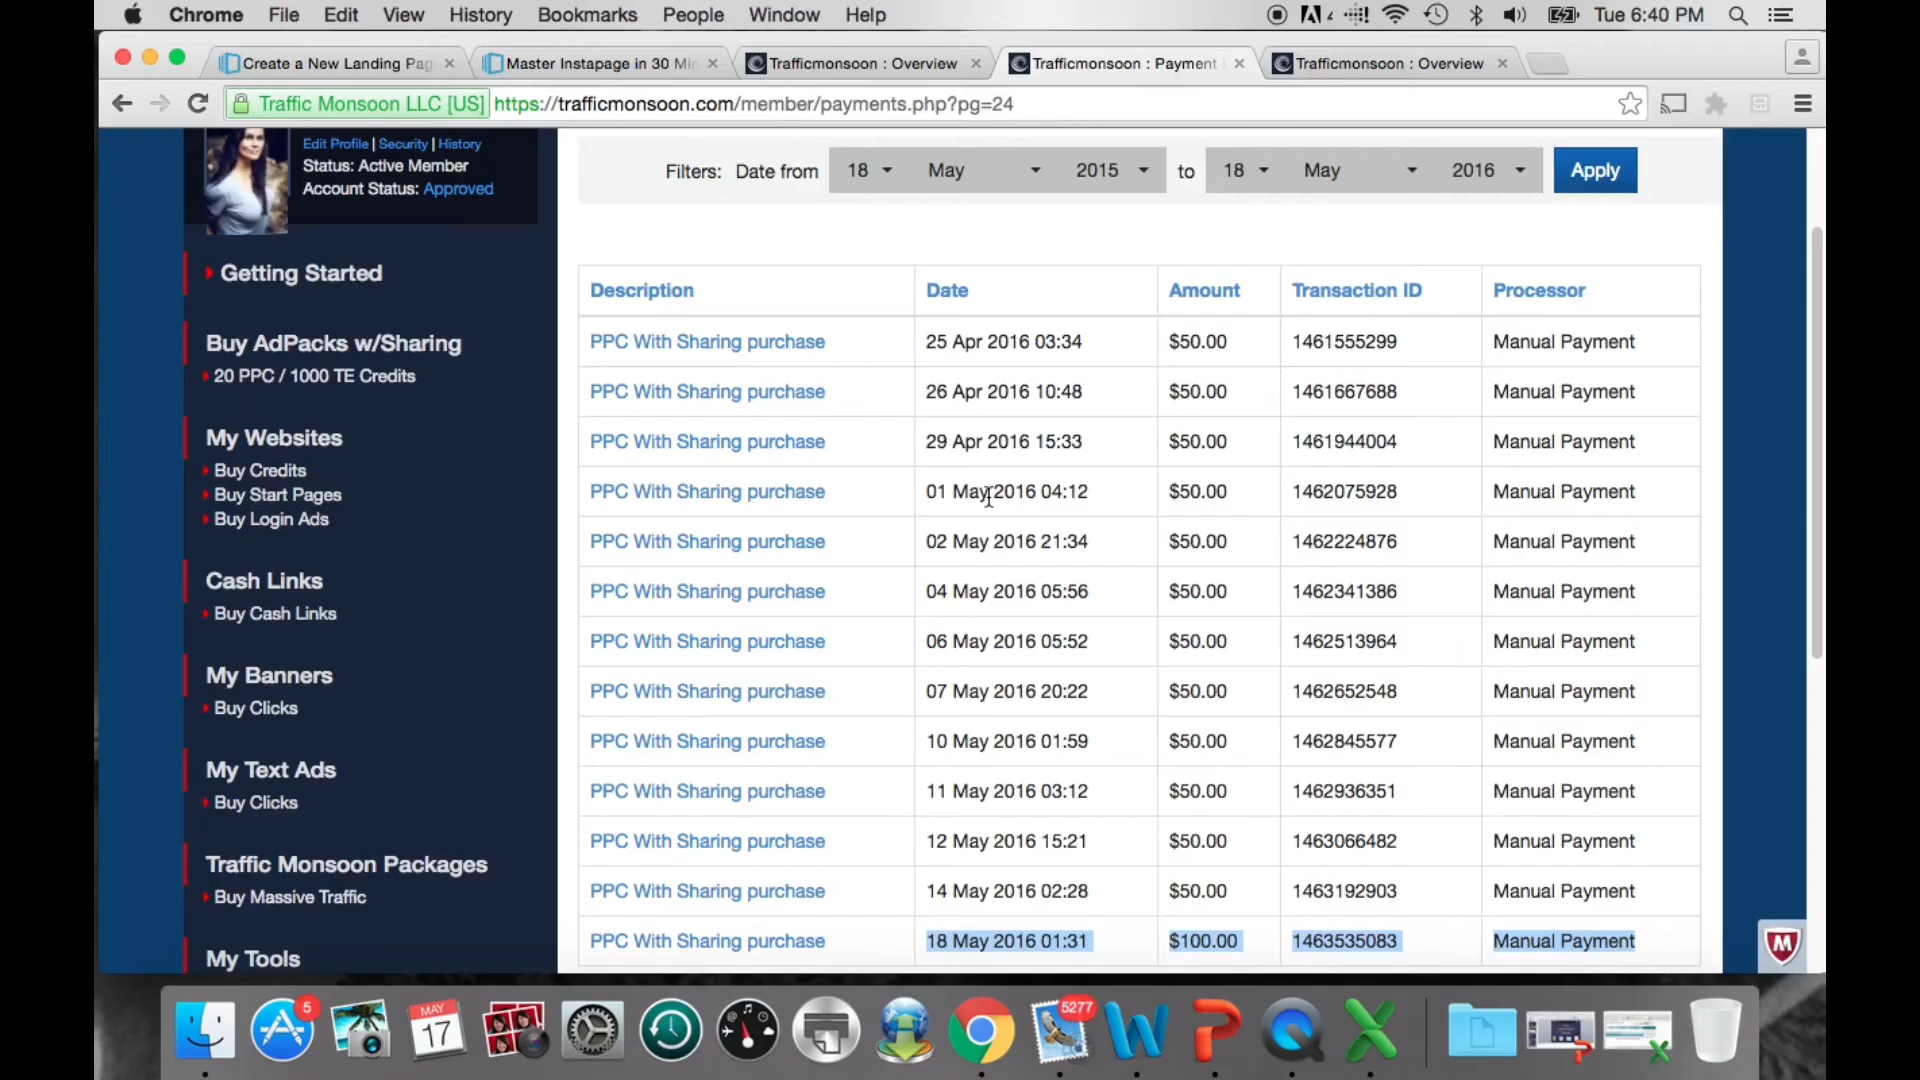 Chrome File Edit View History Bookmarks People Window Help Tue 6:40 PM
Create a New Landing Pag Master Instapage in 30 Mi Trafficmonsoon : Overview Trafficmonsoon : Payment Trafficmonsoon : Overview
Traffic Monsoon LLC [US] https://trafficmonsoon.com/member/payments.php?pg=24
Edit Profile | Security | History
Status: Active Member
Account Status: Approved
Getting Started
Buy AdPacks w/Sharing
20 PPC / 1000 TE Credits
My Websites
Buy Credits
Buy Start Pages
Buy Login Ads
Cash Links
Buy Cash Links
My Banners
Buy Clicks
My Text Ads
Buy Clicks
Traffic Monsoon Packages
Buy Massive Traffic
My Tools
Filters: Date from 18 May 2015 to 18 May 2016 Apply
Description Date Amount Transaction ID Processor
PPC With Sharing purchase 25 Apr 2016 03:34 $50.00 1461555299 Manual Payment
PPC With Sharing purchase 26 Apr 2016 10:48 $50.00 1461667688 Manual Payment
PPC With Sharing purchase 29 Apr 2016 15:33 $50.00 1461944004 Manual Payment
PPC With Sharing purchase 01 May 2016 04:12 $50.00 1462075928 Manual Payment
PPC With Sharing purchase 02 May 2016 21:34 $50.00 1462224876 Manual Payment
PPC With Sharing purchase 04 May 2016 05:56 $50.00 1462341386 Manual Payment
PPC With Sharing purchase 06 May 2016 05:52 $50.00 1462513964 Manual Payment
PPC With Sharing purchase 07 May 2016 20:22 $50.00 1462652548 Manual Payment
PPC With Sharing purchase 10 May 2016 01:59 $50.00 1462845577 Manual Payment
PPC With Sharing purchase 11 May 2016 03:12 $50.00 1462936351 Manual Payment
PPC With Sharing purchase 12 May 2016 15:21 $50.00 1463066482 Manual Payment
PPC With Sharing purchase 14 May 2016 02:28 $50.00 1463192903 Manual Payment
PPC With Sharing purchase 18 May 2016 01:31 $100.00 1463535083 Manual Payment
5 MAY 17 5277